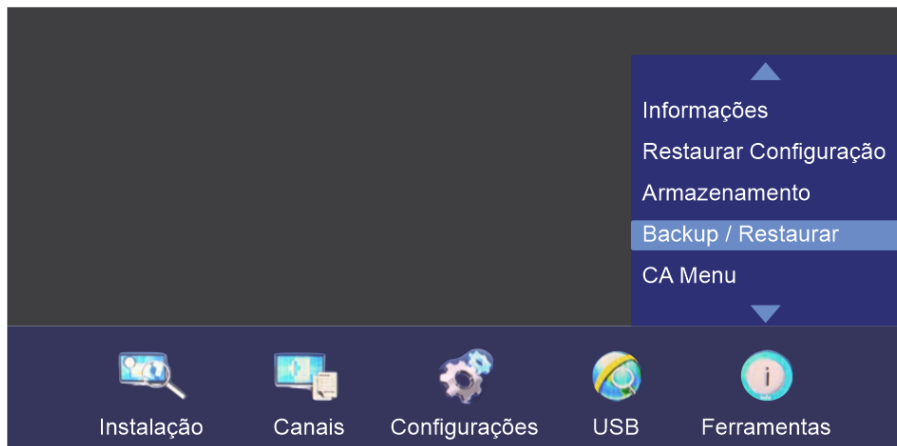 Informações
Restaurar Configuração
Armazenamento
Backup / Restaurar
CA Menu
Instalação
Canais
Configurações
USB
Ferramentas